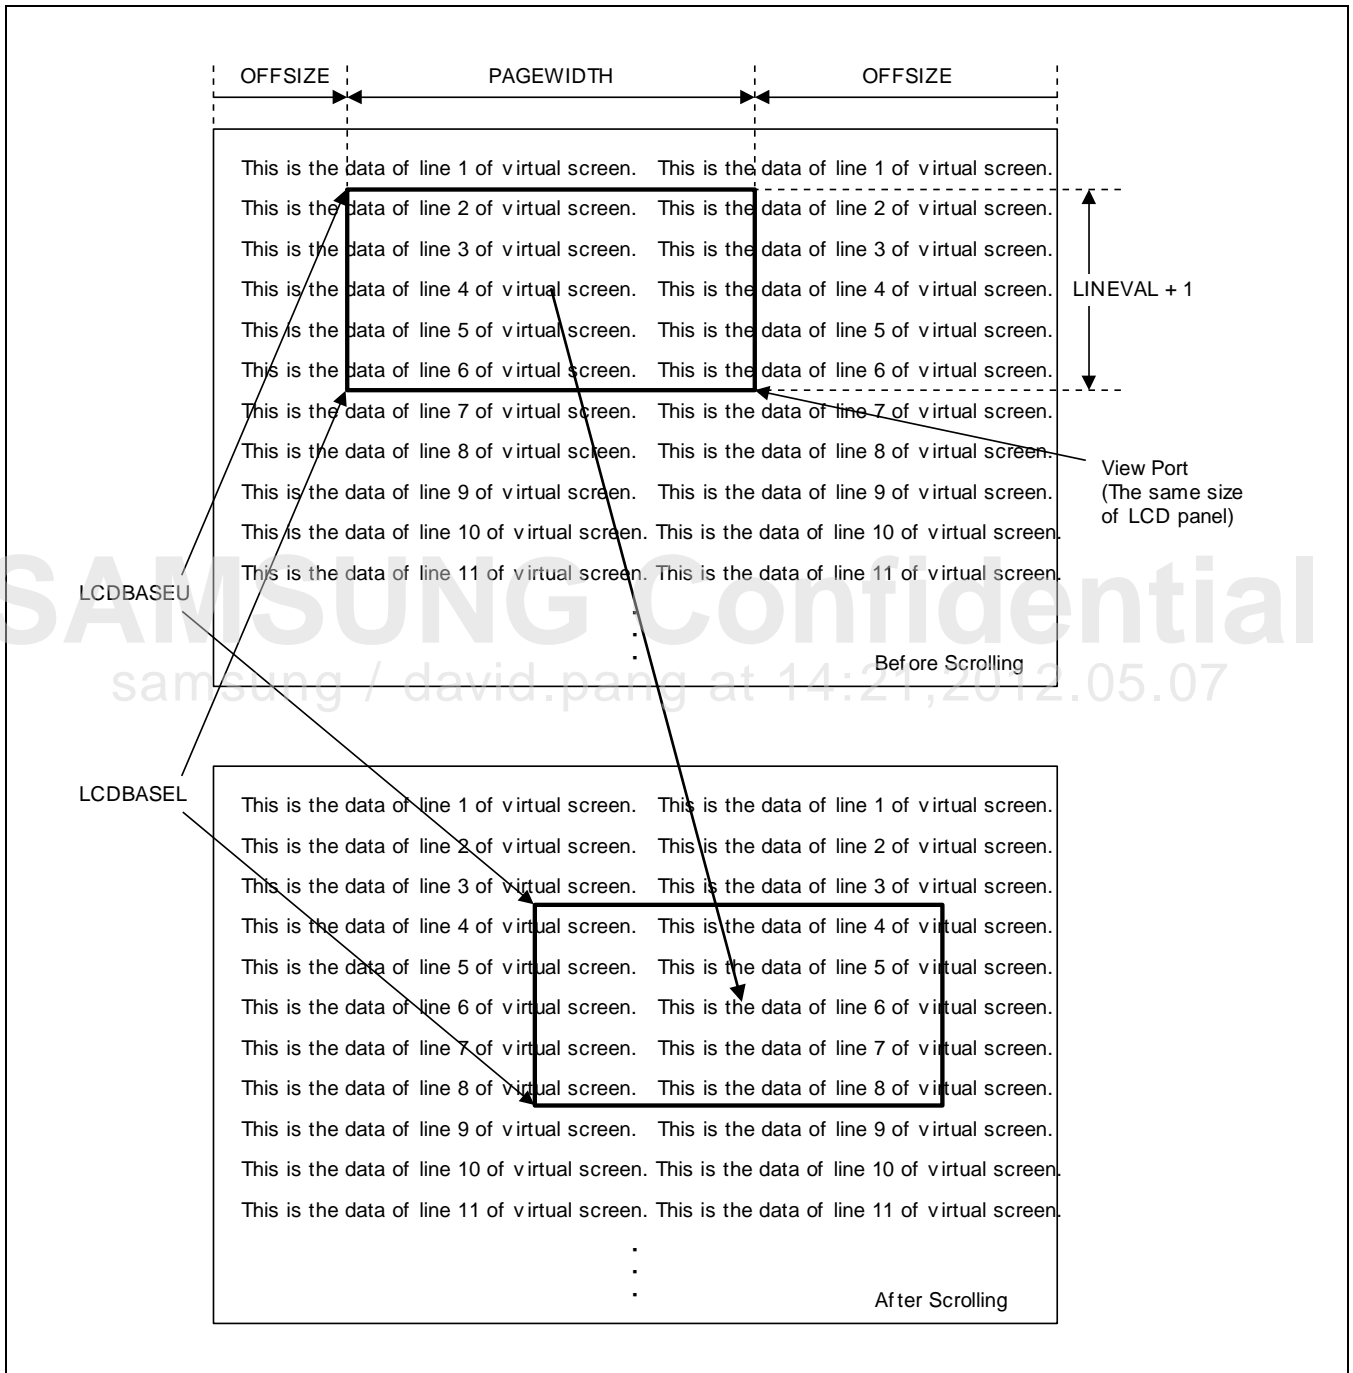 OFFSIZE PAGEWIDTH OFFSIZE
This is the data of line 1 of virtual screen. This is the data of line 1 of virtual screen.
This is the data of line 2 of virtual screen. This is the data of line 2 of virtual screen.
This is the data of line 3 of virtual screen. This is the data of line 3 of virtual screen.
This is the data of line 4 of virtual screen. This is the data of line 4 of virtual screen.
LINEVAL + 1
This is the data of line 5 of virtual screen. This is the data of line 5 of virtual screen.
This is the data of line 6 of virtual screen. This is the data of line 6 of virtual screen.
This is the data of line 7 of virtual screen. This is the data of line 7 of virtual screen.
This is the data of line 8 of virtual screen. This is the data of line 8 of virtual screen.
View Port
(The same size
of LCD panel)
This is the data of line 9 of virtual screen. This is the data of line 9 of virtual screen.
This is the data of line 10 of virtual screen. This is the data of line 10 of virtual screen.
This is the data of line 11 of virtual screen. This is the data of line 11 of virtual screen.
LCDBASEU
SAMSUNG Confidential
.
.
.
Before Scrolling
samsung / david.pang at 14:21,2012.05.07
LCDBASEL
This is the data of line 1 of virtual screen. This is the data of line 1 of virtual screen.
This is the data of line 2 of virtual screen. This is the data of line 2 of virtual screen.
This is the data of line 3 of virtual screen. This is the data of line 3 of virtual screen.
This is the data of line 4 of virtual screen. This is the data of line 4 of virtual screen.
This is the data of line 5 of virtual screen. This is the data of line 5 of virtual screen.
This is the data of line 6 of virtual screen. This is the data of line 6 of virtual screen.
This is the data of line 7 of virtual screen. This is the data of line 7 of virtual screen.
This is the data of line 8 of virtual screen. This is the data of line 8 of virtual screen.
This is the data of line 9 of virtual screen. This is the data of line 9 of virtual screen.
This is the data of line 10 of virtual screen. This is the data of line 10 of virtual screen.
This is the data of line 11 of virtual screen. This is the data of line 11 of virtual screen.
.
.
.
After Scrolling